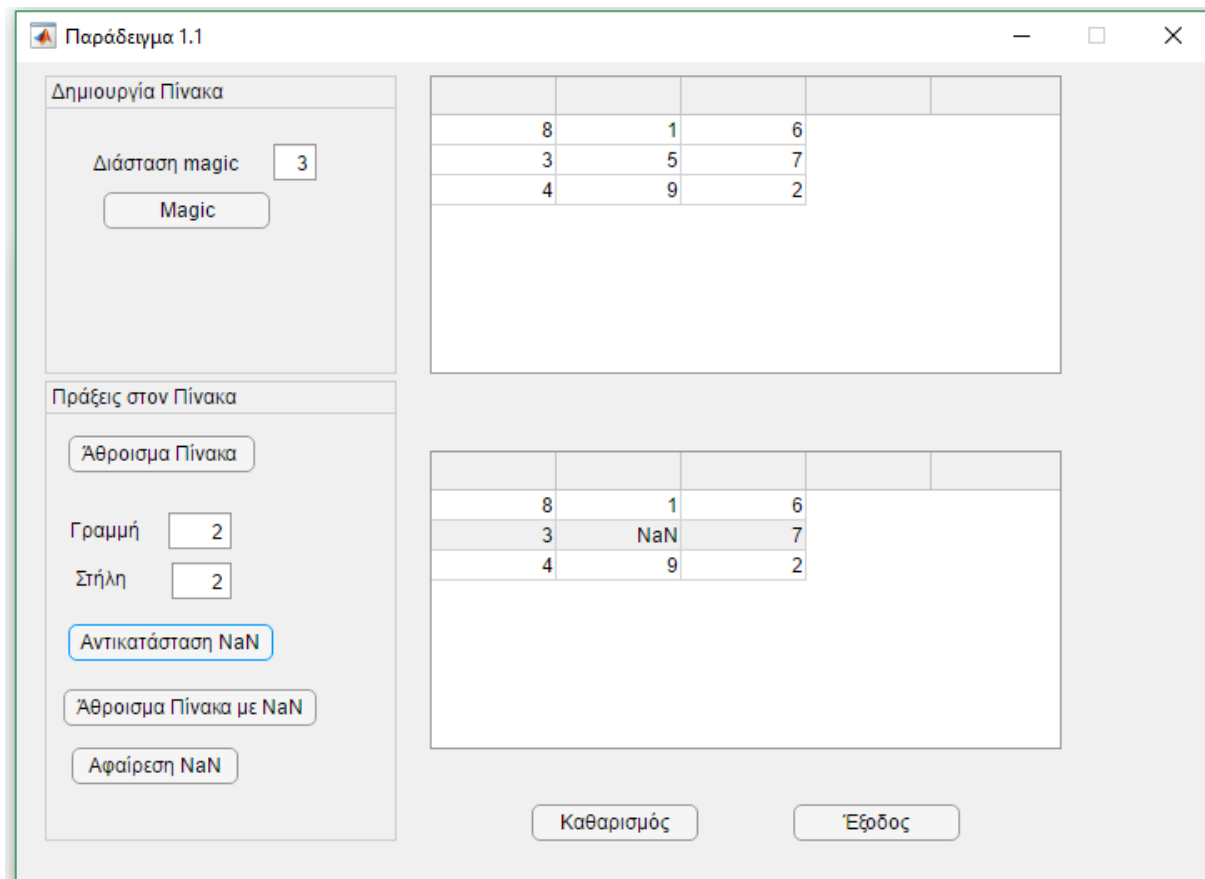 Παράδειγμα 1.1
Δημιουργία Πίνακα
Διάσταση magic 3
Magic
8 1 6
3 5 7
4 9 2
Πράξεις στον Πίνακα
Άθροισμα Πίνακα
Γραμμή 2
Στήλη 2
Αντικατάσταση NaN
Άθροισμα Πίνακα με NaN
Αφαίρεση NaN
8 1 6
3 NaN 7
4 9 2
Καθαρισμός Έξοδος